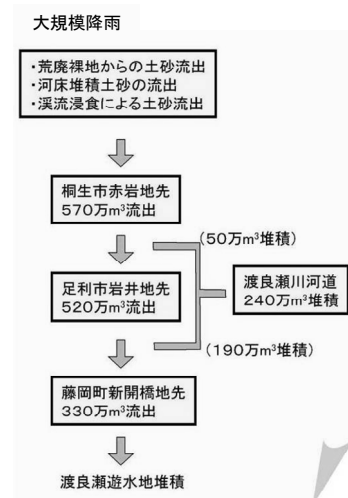 大規模降雨
・荒廃裸地からの土砂流出
・河床堆積土砂の流出
・渓流浸食による土砂流出
桐生市赤岩地先
570万m³流出
(50万m³堆積)
足利市岩井地先
520万m³流出
渡良瀬川河道
240万m³堆積
(190万m³堆積)
藤岡町新開橋地先
330万m³流出
渡良瀬遊水地堆積